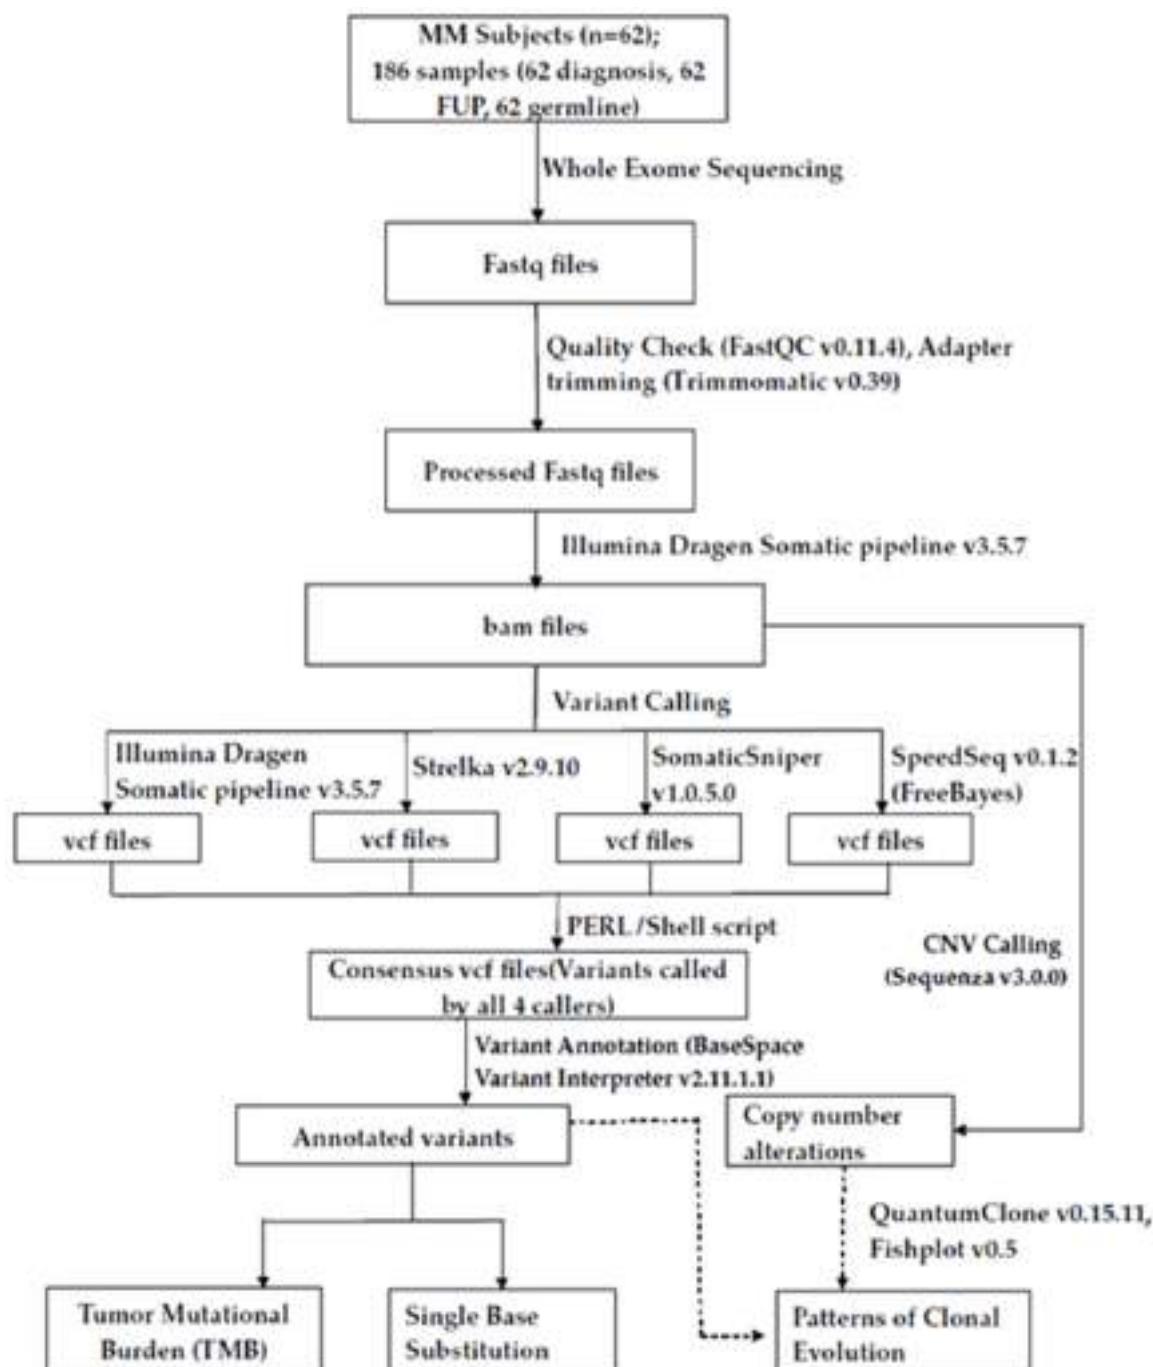 MM Subjects (n=62);
186 samples (62 diagnosis, 62
FUP, 62 germline)
Whole Exome Sequencing
Fastq files
Quality Check (FastQC v0.11.4), Adapter
trimming (Trimmomatic v0.39)
Processed Fastq files
Illumina Dragen Somatic pipeline v3.5.7
bam files
Variant Calling
Illumina Dragen
Somatic pipeline v3.5.7
Strelka v2.9.10
SomaticSniper
v1.0.5.0
SpeedSeq v0.1.2
(FreeBayes)
vcf files
vcf files
vcf files
vcf files
PERL/Shell script
CNV Calling
(Sequenza v3.0.0)
Consensus vcf files(Variants called
by all 4 callers)
Variant Annotation (BaseSpace
Variant Interpreter v2.11.1.1)
Annotated variants
Copy number
alterations
QuantumClone v0.15.11,
Fishplot v0.5
Tumor Mutational
Burden (TMB)
Single Base
Substitution
Patterns of Clonal
Evolution